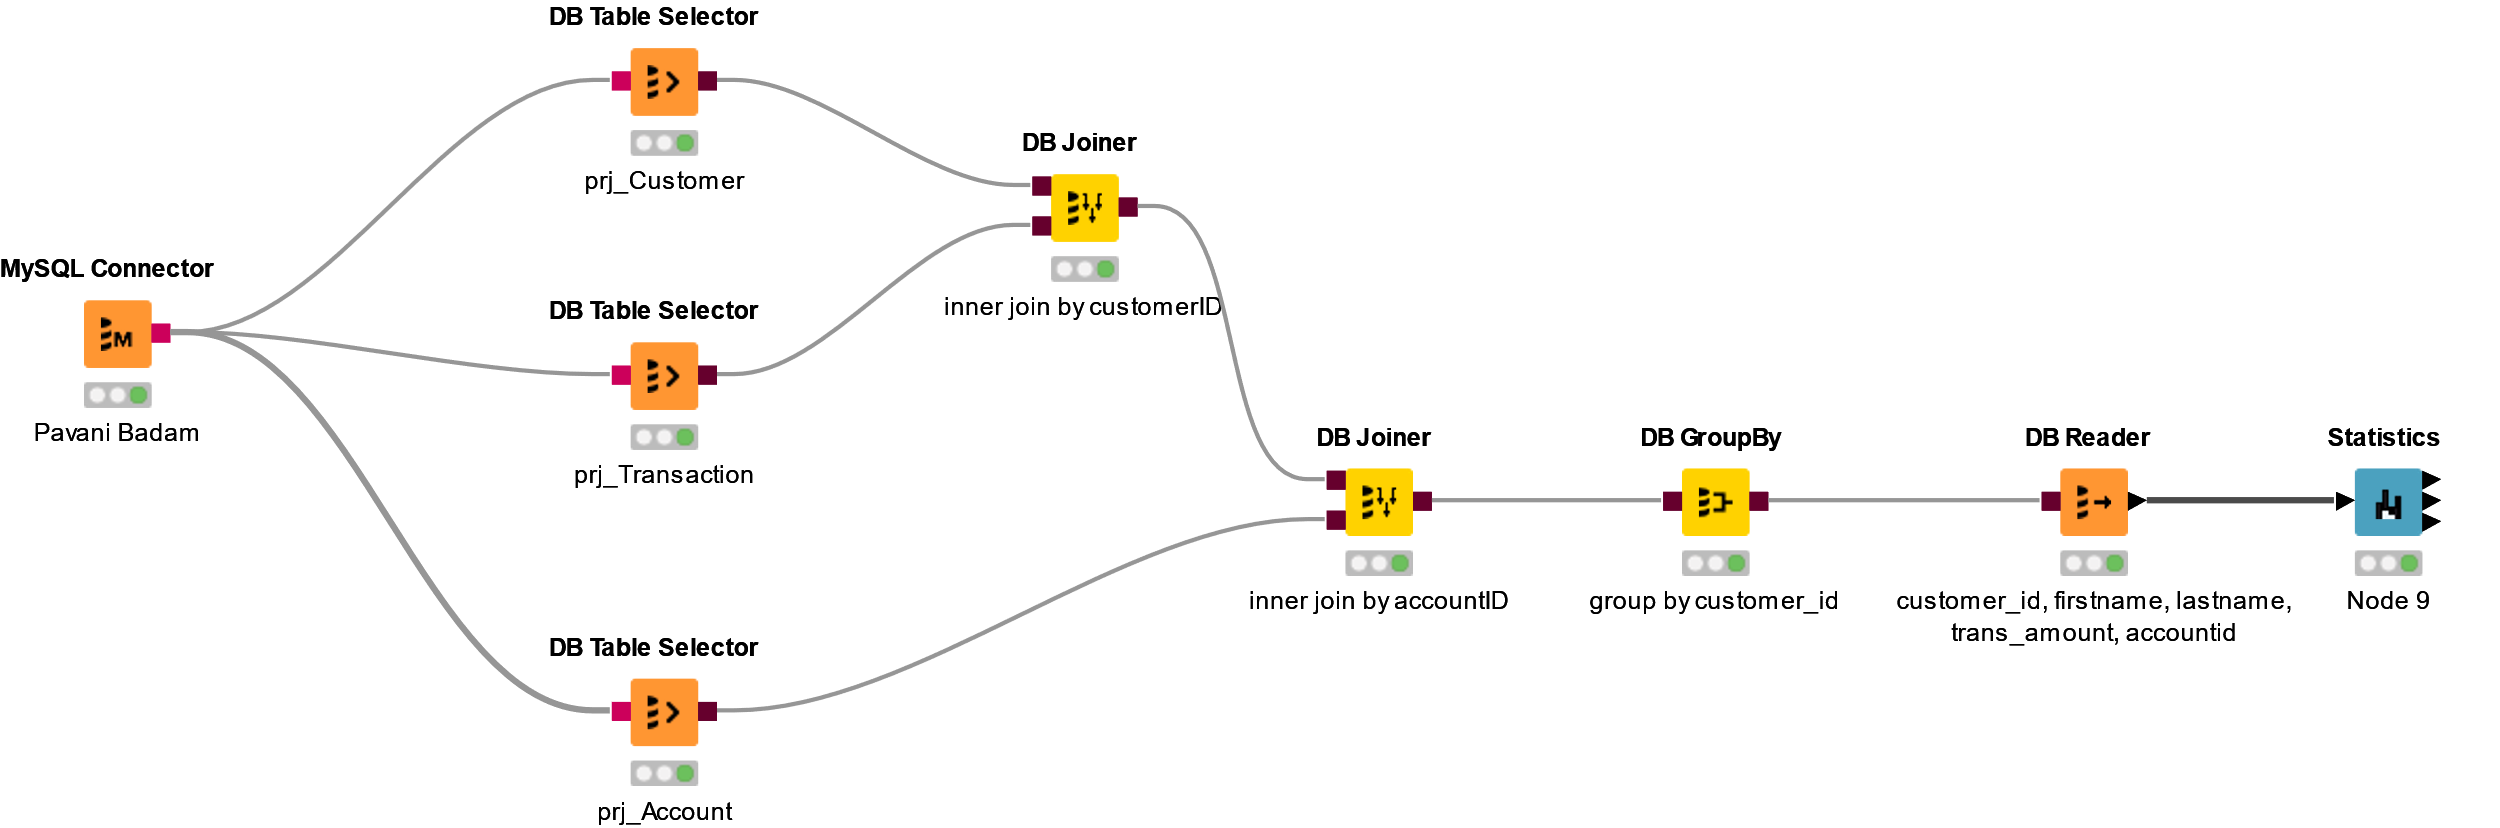 DB Table Selector
prj_Customer
DB Joiner
inner join by customerID
MySQL Connector
M
Pavani Badam
DB Table Selector
prj_Transaction
DB Joiner
inner join by accountID
DB GroupBy
group by customer_id
DB Reader
customer_id, firstname, lastname,
trans_amount, accountid
Statistics
Node 9
DB Table Selector
prj_Account